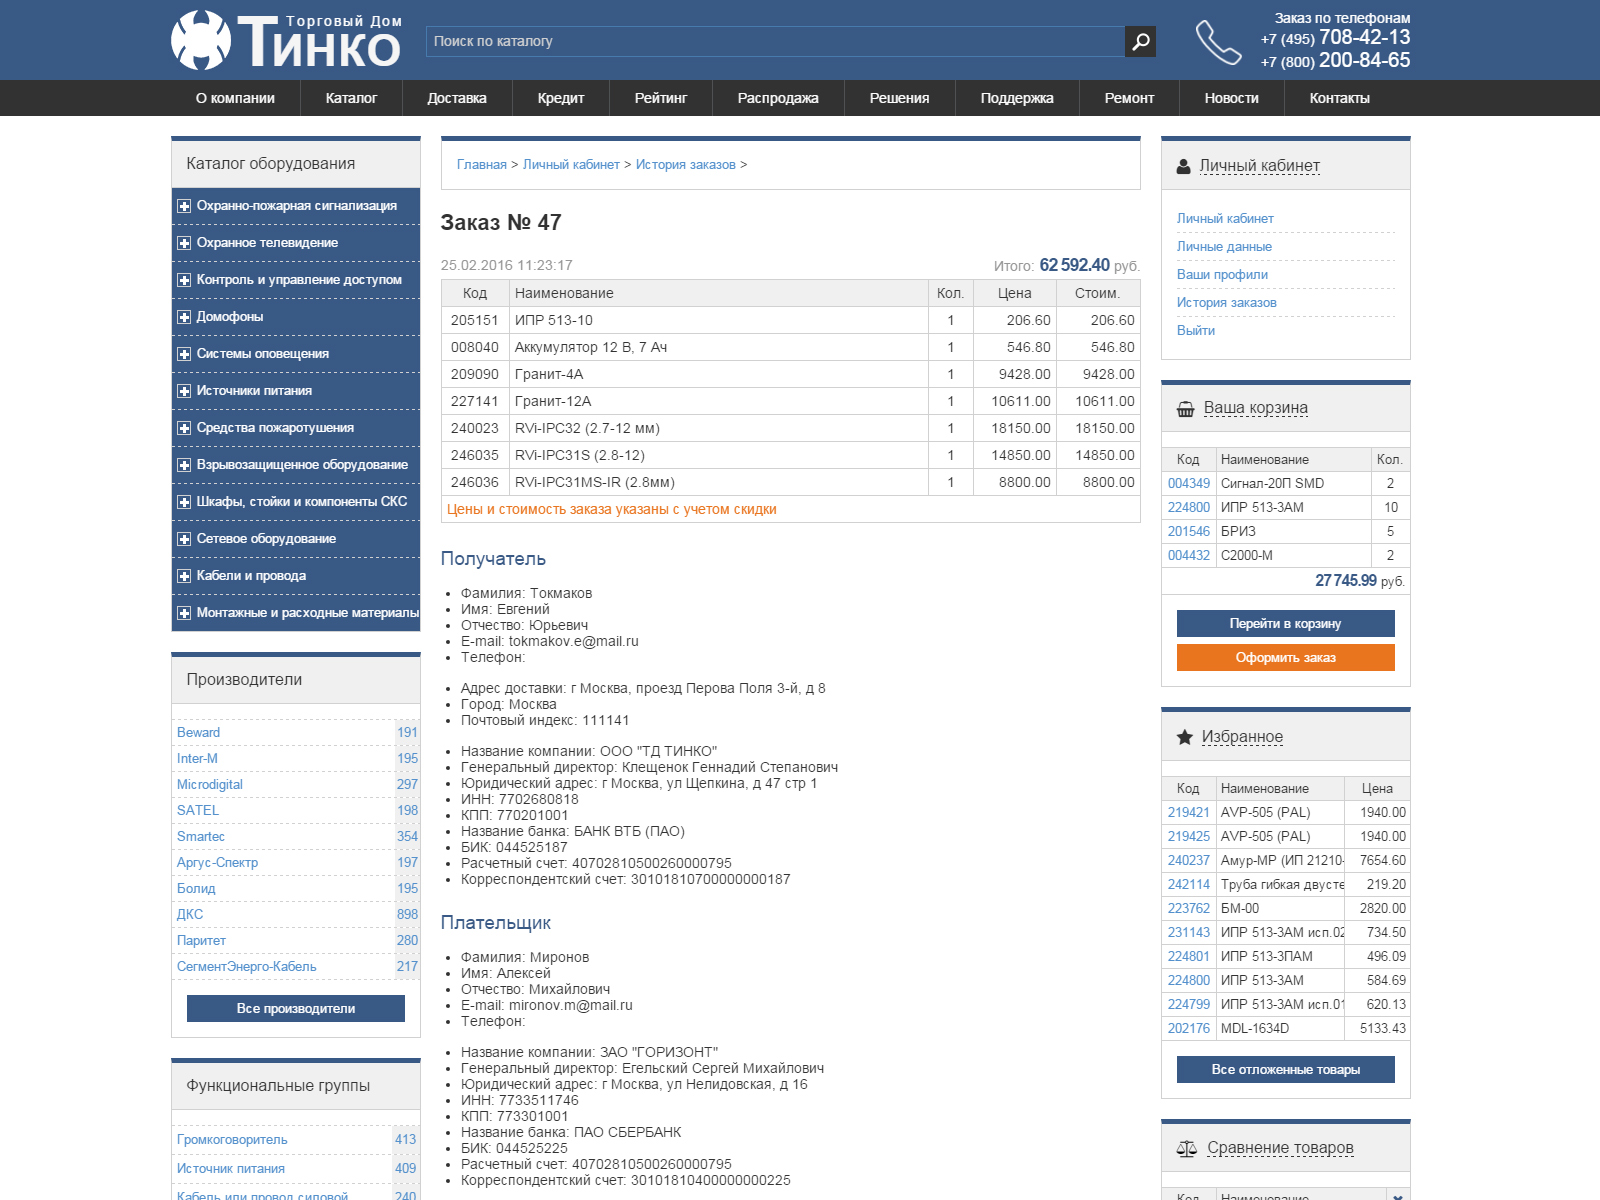 Торговый Дом
Тинко
Поиск по каталогу
Заказ по телефонам
+7 (495) 708-42-13
+7 (800) 200-84-65
О компании Каталог Доставка Кредит Рейтинг Распродажа Решения Поддержка Ремонт Новости Контакты
Каталог оборудования
Охранно-пожарная сигнализация
Охранное телевидение
Контроль и управление доступом
Домофоны
Системы оповещения
Источники питания
Средства пожаротушения
Взрывозащищенное оборудование
Шкафы, стойки и компоненты СКС
Сетевое оборудование
Кабели и провода
Монтажные и расходные материалы
Производители
Beward 191
Inter-M 195
Microdigital 297
SATEL 198
Smartec 354
Аргус-Спектр 197
Болид 195
ДКС 898
Паритет 280
СегментЭнерго-Кабель 217
Все производители
Функциональные группы
Громкоговоритель 413
Источник питания 409
Кабель или провод силовой 240
Главная > Личный кабинет > История заказов >
Заказ № 47
25.02.2016 11:23:17 Итого: 62 592.40 руб.
Код Наименование Кол. Цена Стоим.
205151 ИПР 513-10 1 206.60 206.60
008040 Аккумулятор 12 В, 7 Ач 1 546.80 546.80
209090 Гранит-4А 1 9428.00 9428.00
227141 Гранит-12А 1 10611.00 10611.00
240023 RVi-IPC32 (2.7-12 мм) 1 18150.00 18150.00
246035 RVi-IPC31S (2.8-12) 1 14850.00 14850.00
246036 RVi-IPC31MS-IR (2.8мм) 1 8800.00 8800.00
Цены и стоимость заказа указаны с учетом скидки
Получатель
• Фамилия: Токмаков
• Имя: Евгений
• Отчество: Юрьевич
• E-mail: tokmakov.e@mail.ru
• Телефон:
• Адрес доставки: г Москва, проезд Перова Поля 3-й, д 8
• Город: Москва
• Почтовый индекс: 111141
• Название компании: ООО "ТД ТИНКО"
• Генеральный директор: Клещенок Геннадий Степанович
• Юридический адрес: г Москва, ул Щепкина, д 47 стр 1
• ИНН: 7702680818
• КПП: 770201001
• Название банка: БАНК ВТБ (ПАО)
• БИК: 044525187
• Расчетный счет: 40702810500260000795
• Корреспондентский счет: 30101810700000000187
Плательщик
• Фамилия: Миронов
• Имя: Алексей
• Отчество: Михайлович
• E-mail: mironov.m@mail.ru
• Телефон:
• Название компании: ЗАО "ГОРИЗОНТ"
• Генеральный директор: Егельский Сергей Михайлович
• Юридический адрес: г Москва, ул Нелидовская, д 16
• ИНН: 7733511746
• КПП: 773301001
• Название банка: ПАО СБЕРБАНК
• БИК: 044525225
• Расчетный счет: 40702810500260000795
• Корреспондентский счет: 30101810400000000225
Личный кабинет
Личный кабинет
Личные данные
Ваши профили
История заказов
Выйти
Ваша корзина
Код Наименование Кол.
004349 Сигнал-20П SMD 2
224800 ИПР 513-3АМ 10
201546 БРИЗ 5
004432 С2000-М 2
27 745.99 руб.
Перейти в корзину
Оформить заказ
Избранное
Код Наименование Цена
219421 AVP-505 (PAL) 1940.00
219425 AVP-505 (PAL) 1940.00
240237 Амур-МР (ИП 21210- 7654.60
242114 Труба гибкая двусте 219.20
223762 БМ-00 2820.00
231143 ИПР 513-3АМ исп.02 734.50
224801 ИПР 513-3ПАМ 496.09
224800 ИПР 513-3АМ 584.69
224799 ИПР 513-3АМ исп.01 620.13
202176 MDL-1634D 5133.43
Все отложенные товары
Сравнение товаров
Код Наименование